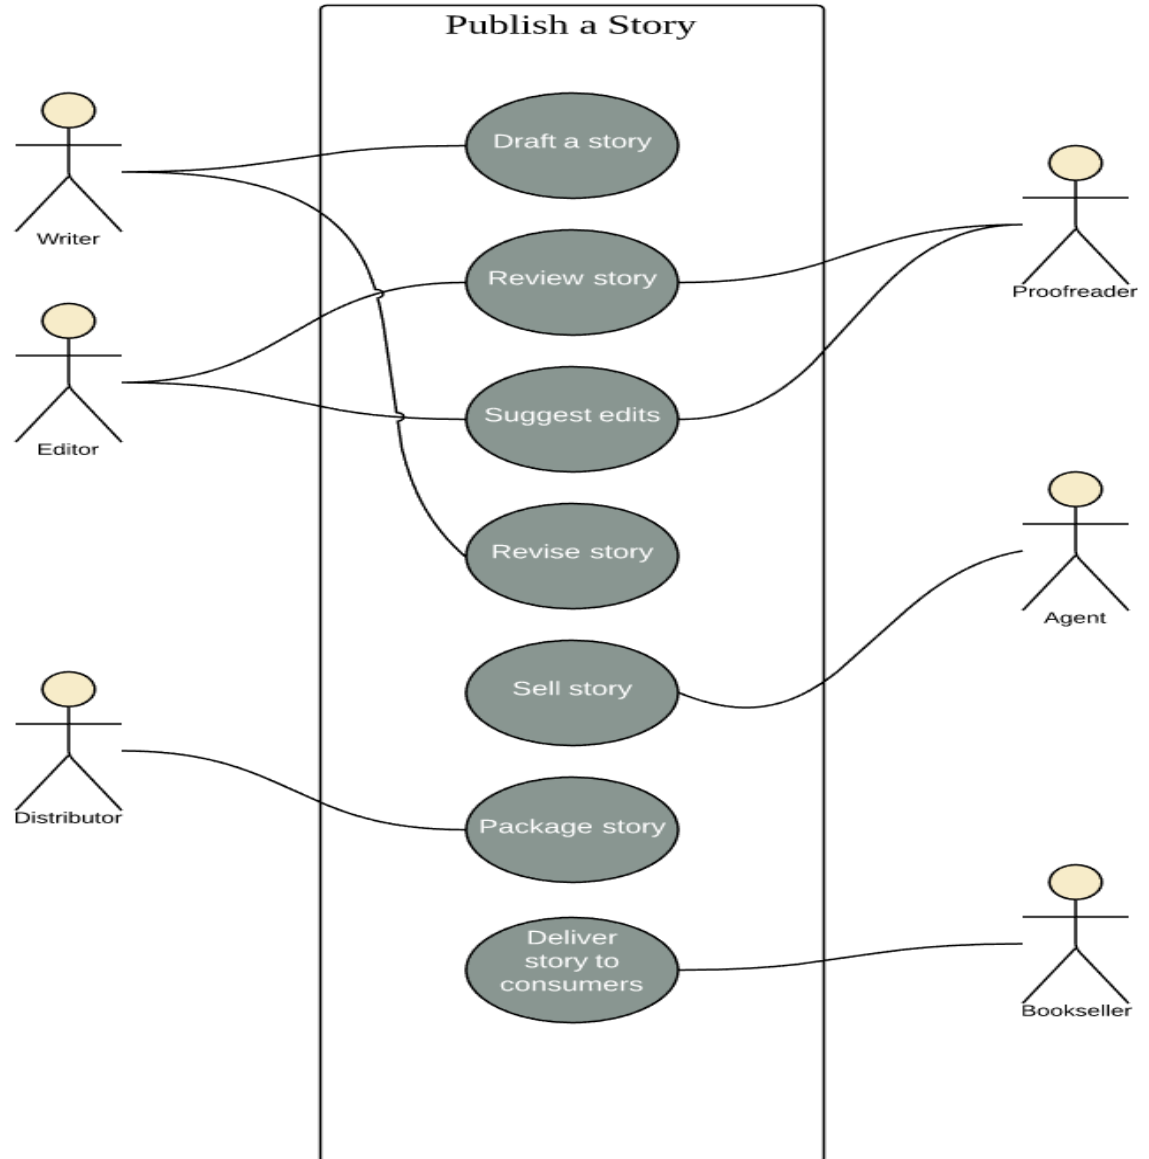 Publish a Story
Draft a story
Writer
Review story
Proofreader
Editor
Suggest edits
Revise story
Agent
Sell story
Distributor
Package story
Deliver
story to
consumers
Bookseller